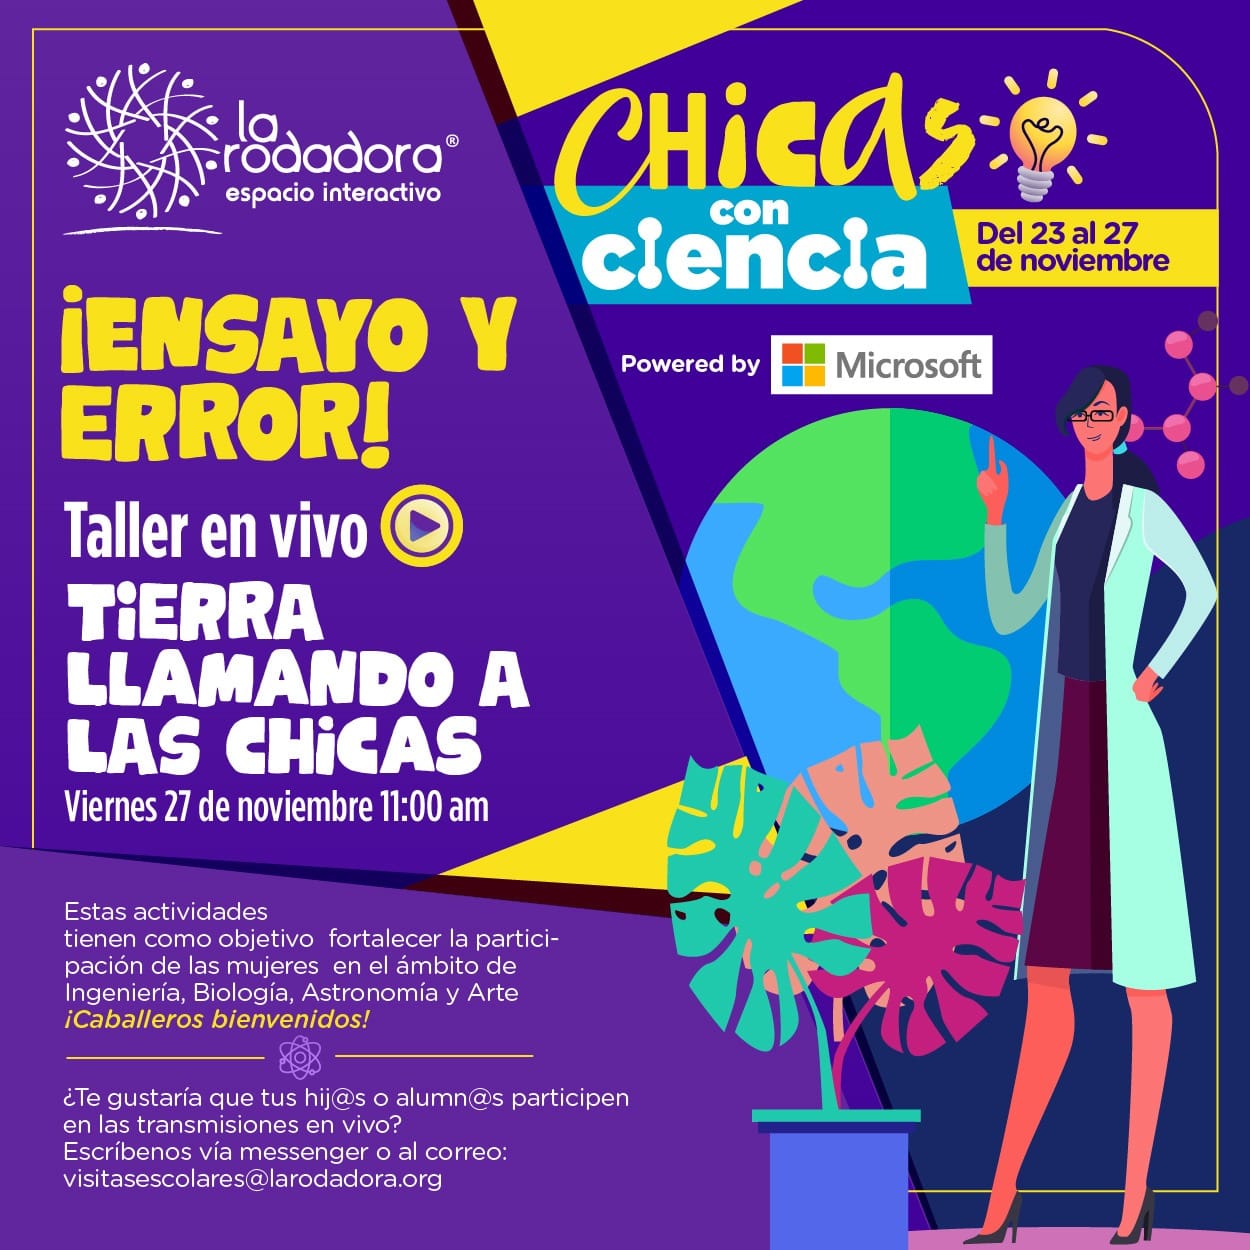 la
rodadora®
espacio interactivo
CHicas
con
ciencia
Del 23 al 27
de noviembre
Powered by Microsoft
¡ENSAYO Y
ERROR!
Taller en vivo
TiERRA
LLAMANDO A
LAS CHiCAS
Viernes 27 de noviembre 11:00 am
Estas actividades
tienen como objetivo fortalecer la partici-
pación de las mujeres en el ámbito de
Ingeniería, Biología, Astronomía y Arte
¡Caballeros bienvenidos!
¿Te gustaría que tus hij@s o alumn@s participen
en las transmisiones en vivo?
Escríbenos vía messenger o al correo:
visitasescolares@larodadora.org